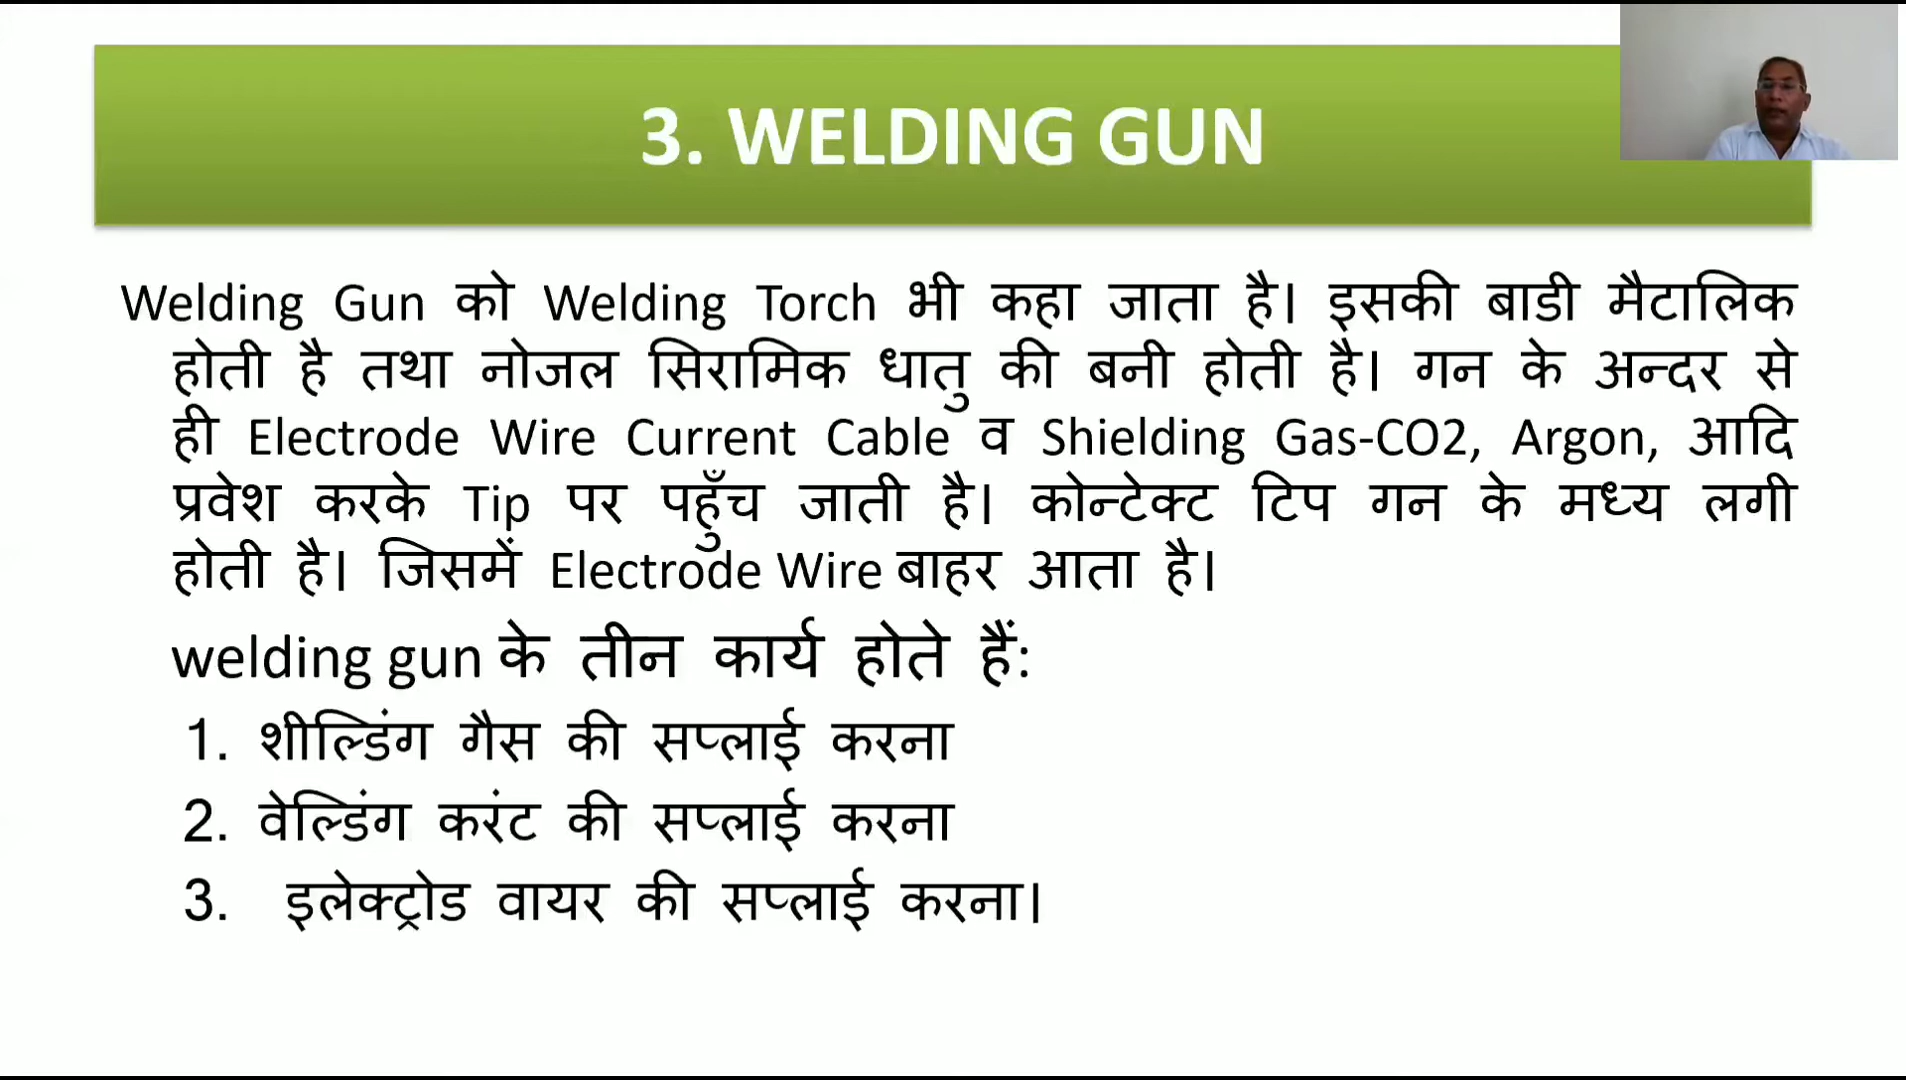 3. WELDING GUN
Welding Gun को Welding Torch भी कहा जाता है। इसकी बाडी मैटालिक
होती है तथा नोजल सिरामिक धातु की बनी होती है। गन के अन्दर से
ही Electrode Wire Current Cable व Shielding Gas-CO2, Argon, आदि
प्रवेश करके Tip पर पहुँच जाती है। कोन्टेक्ट टिप गन के मध्य लगी
होती है। जिसमें Electrode Wire बाहर आता है।
welding gun के तीन कार्य होते हैं:
1. शील्डिंग गैस की सप्लाई करना
2. वेल्डिंग करंट की सप्लाई करना
3. इलेक्ट्रोड वायर की सप्लाई करना।